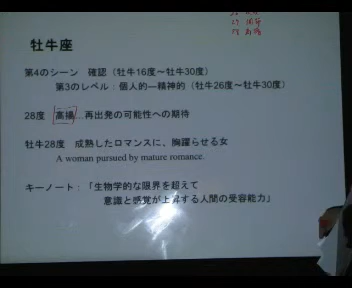 牡牛座
第4のシーン 確認（牡牛16度～牡牛30度）
第3のレベル：個人的―精神的（牡牛26度～牡牛30度）
28度 高揚…再出発の可能性への期待
牡牛28度 成熟したロマンスに、胸躍らせる女
A woman pursued by mature romance.
キーノート：「生物学的な限界を超えて
意識と感覚が上昇する人間の受容能力」